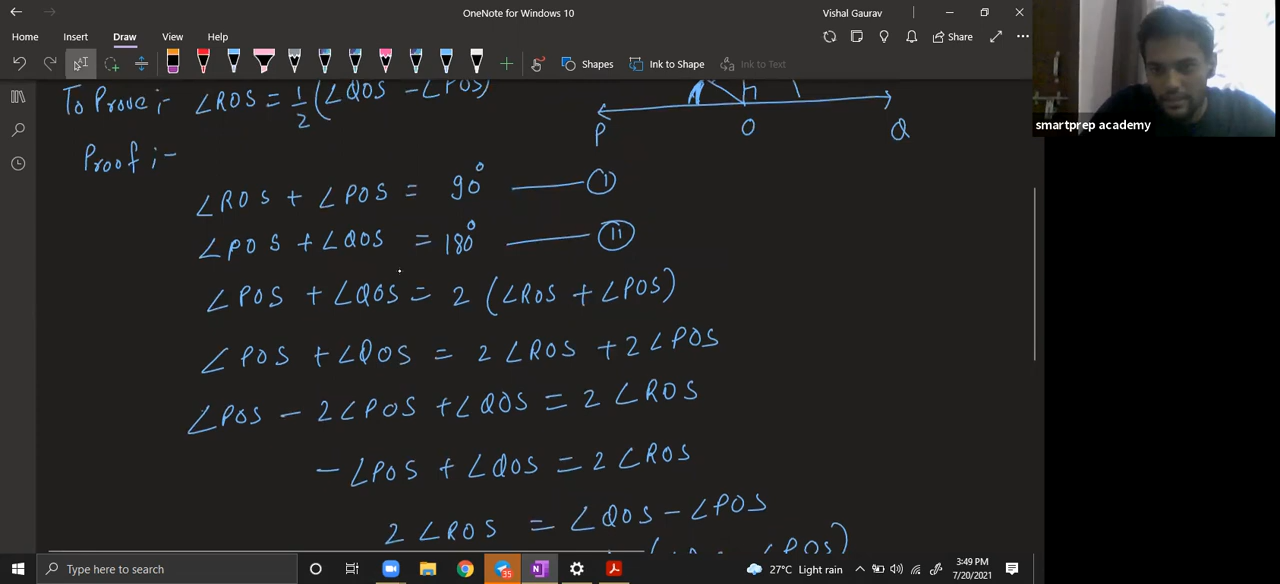 OneNote for Windows 10
Vishal Gaurav
Home Insert Draw View Help
Share
Shapes Ink to Shape Ink to Text
smartprep academy
To Prove :- ∠ROS = 1/2 (∠QOS - ∠POS)
P O Q
Proof :-
∠ROS + ∠POS = 90° —— (I)
∠POS + ∠QOS = 180° —— (II)
∠POS + ∠QOS = 2 (∠ROS + ∠POS)
∠POS + ∠QOS = 2 ∠ROS + 2 ∠POS
∠POS - 2 ∠POS + ∠QOS = 2 ∠ROS
- ∠POS + ∠QOS = 2 ∠ROS
2 ∠ROS = ∠QOS - ∠POS
∠POS)
Type here to search
35
27°C Light rain
3:49 PM
7/20/2021